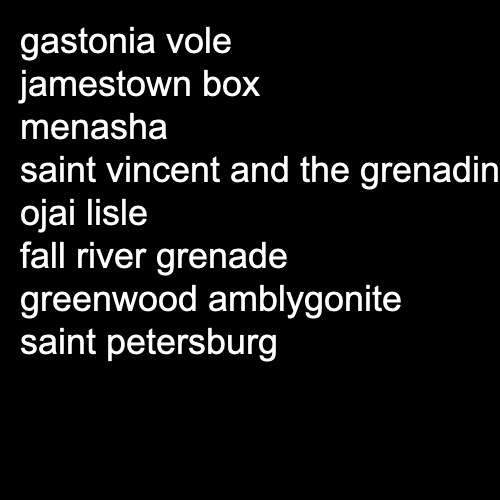 gastonia vole
jamestown box
menasha
saint vincent and the grenadin
ojai lisle
fall river grenade
greenwood amblygonite
saint petersburg